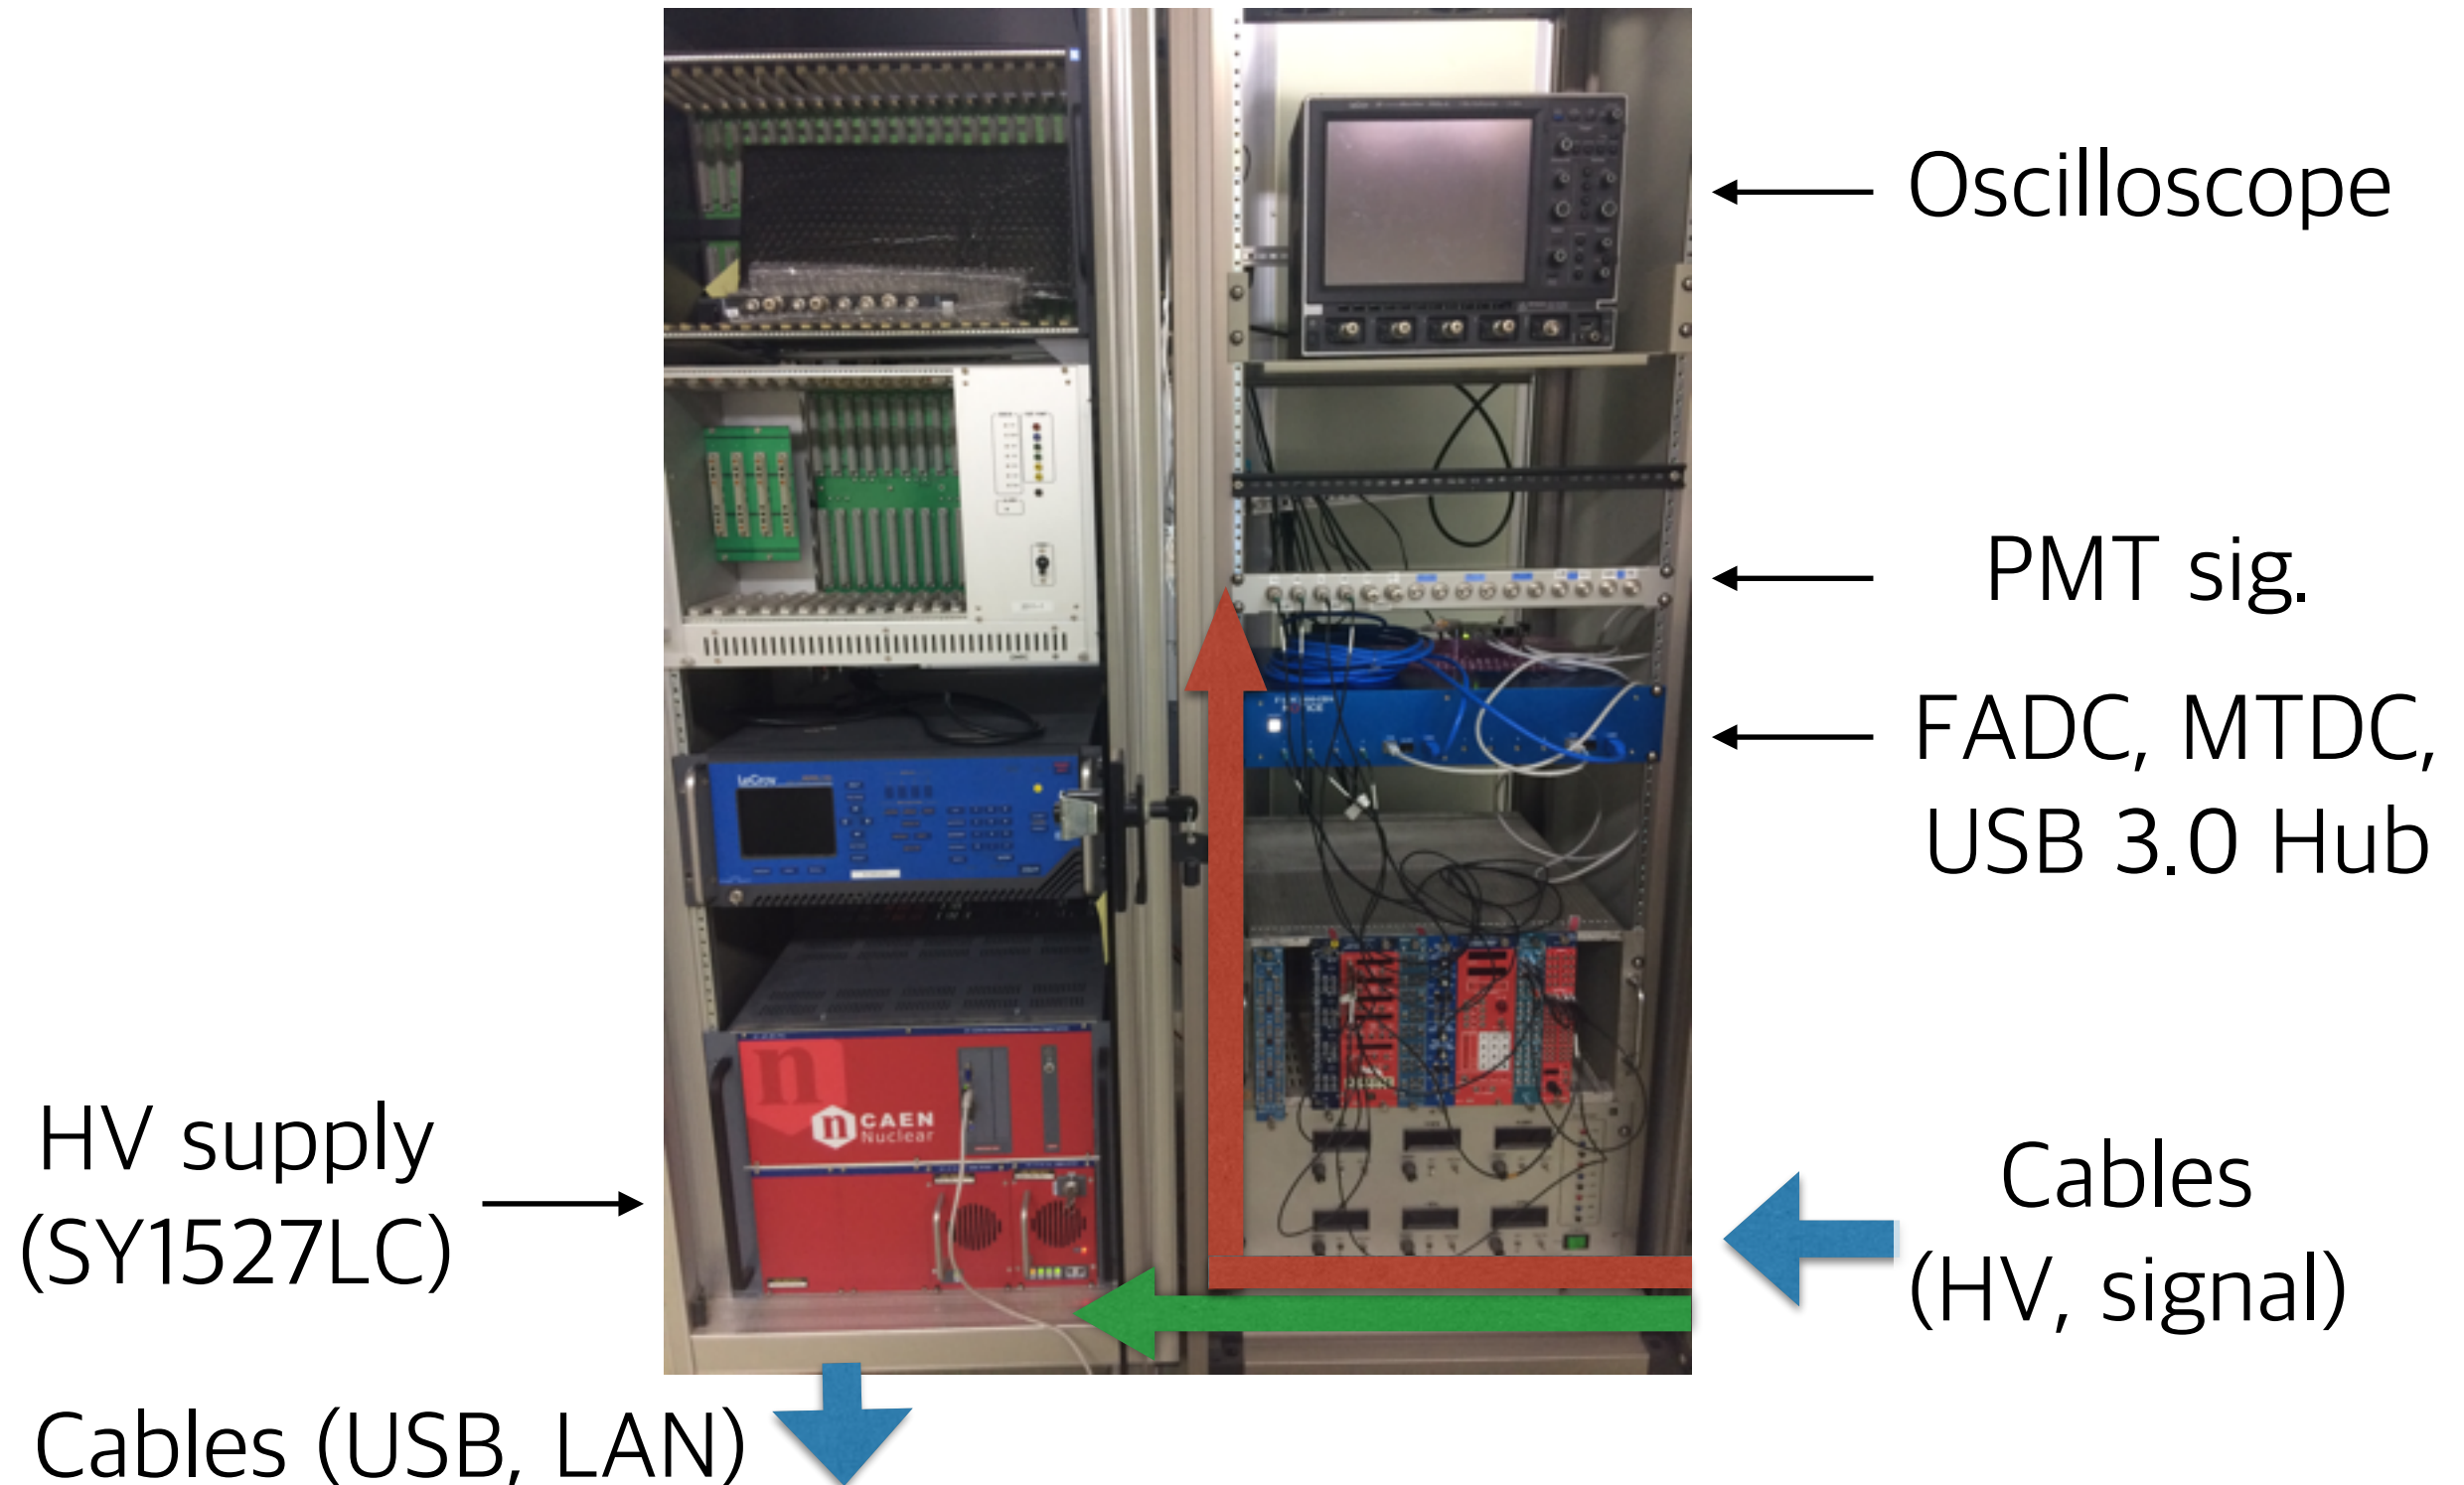 Oscilloscope
PMT sig.
FADC, MTDC,
USB 3.0 Hub
LeCroy
n
n CAEN
Nuclear
HV supply
(SY1527LC)
Cables
(HV, signal)
Cables (USB, LAN)